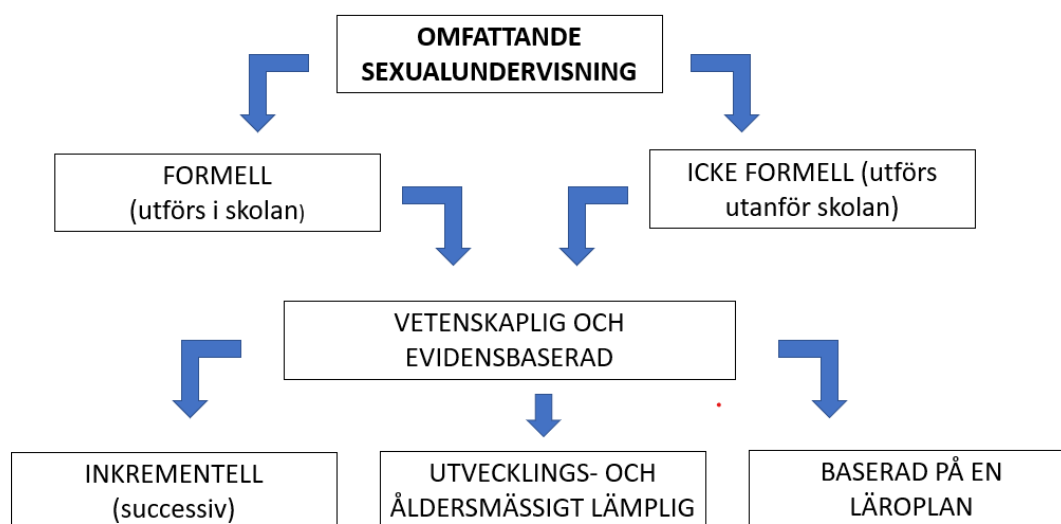 OMFATTANDE
SEXUALUNDERVISNING
FORMELL
(utförs i skolan)
ICKE FORMELL (utförs
utanför skolan)
VETENSKAPLIG OCH
EVIDENSBASERAD
INKREMENTELL
(successiv)
UTVECKLINGS- OCH
ÅLDERSMÄSSIGT LÄMPLIG
BASERAD PÅ EN
LÄROPLAN